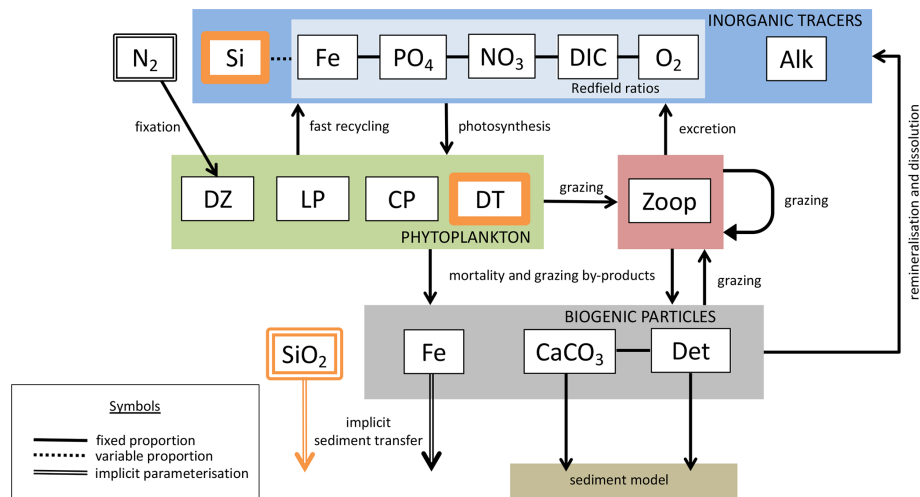 INORGANIC TRACERS
N2
Si
Fe
PO4
NO3
DIC
O2
Alk
Redfield ratios
fixation
fast recycling
photosynthesis
excretion
remineralisation and dissolution
DZ
LP
CP
DT
grazing
Zoop
grazing
PHYTOPLANKTON
mortality and grazing by-products
grazing
BIOGENIC PARTICLES
SiO2
Fe
CaCO3
Det
Symbols
implicit
sediment transfer
fixed proportion
variable proportion
implicit parameterisation
sediment model